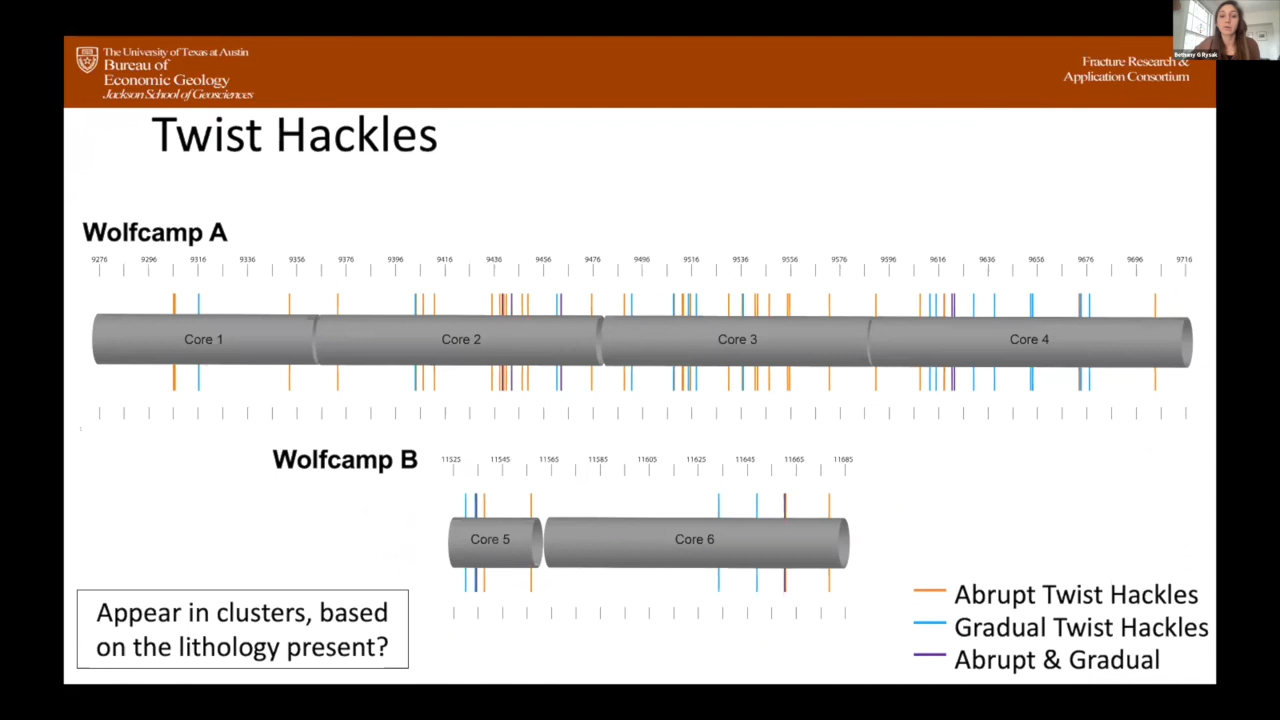 The University of Texas at Austin
Bureau of
Economic Geology
Jackson School of Geosciences
Fracture Research &
Application Consortium
Bethany G Rysak
Twist Hackles
Wolfcamp A
9276 9296 9316 9336 9356 9376 9396 9416 9436 9456 9476 9496 9516 9536 9556 9576 9596 9616 9636 9656 9676 9696 9716
Core 1 Core 2 Core 3 Core 4
Wolfcamp B
11525 11545 11565 11585 11605 11625 11645 11665 11685
Core 5 Core 6
Appear in clusters, based
on the lithology present?
Abrupt Twist Hackles
Gradual Twist Hackles
Abrupt & Gradual